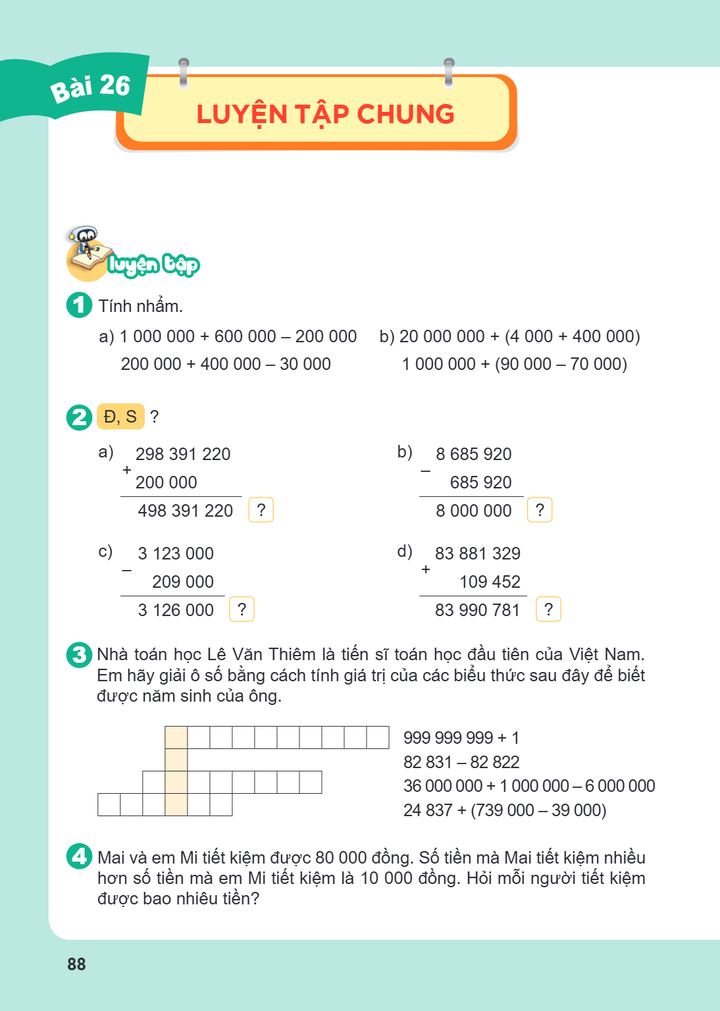 Bài 26
LUYỆN TẬP CHUNG
luyện tập
1 Tính nhẩm.
a) 1 000 000 + 600 000 – 200 000
200 000 + 400 000 – 30 000
b) 20 000 000 + (4 000 + 400 000)
1 000 000 + (90 000 – 70 000)
2 Đ, S ?
a) 298 391 220
+
200 000
498 391 220 ?
b) 8 685 920
–
685 920
8 000 000 ?
c) 3 123 000
–
209 000
3 126 000 ?
d) 83 881 329
+
109 452
83 990 781 ?
3 Nhà toán học Lê Văn Thiêm là tiến sĩ toán học đầu tiên của Việt Nam.
Em hãy giải ô số bằng cách tính giá trị của các biểu thức sau đây để biết
được năm sinh của ông.
999 999 999 + 1
82 831 – 82 822
36 000 000 + 1 000 000 – 6 000 000
24 837 + (739 000 – 39 000)
4 Mai và em Mi tiết kiệm được 80 000 đồng. Số tiền mà Mai tiết kiệm nhiều
hơn số tiền mà em Mi tiết kiệm là 10 000 đồng. Hỏi mỗi người tiết kiệm
được bao nhiêu tiền?
88